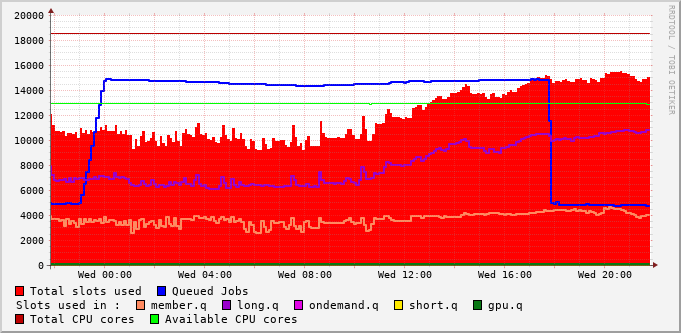 20000
18000
16000
14000
12000
10000
8000
6000
4000
2000
0
Wed 00:00 Wed 04:00 Wed 08:00 Wed 12:00 Wed 16:00 Wed 20:00
Total slots used Queued Jobs
Slots used in : member.q long.q ondemand.q short.q gpu.q
Total CPU cores Available CPU cores
RRDTOOL / TOBI OETIKER